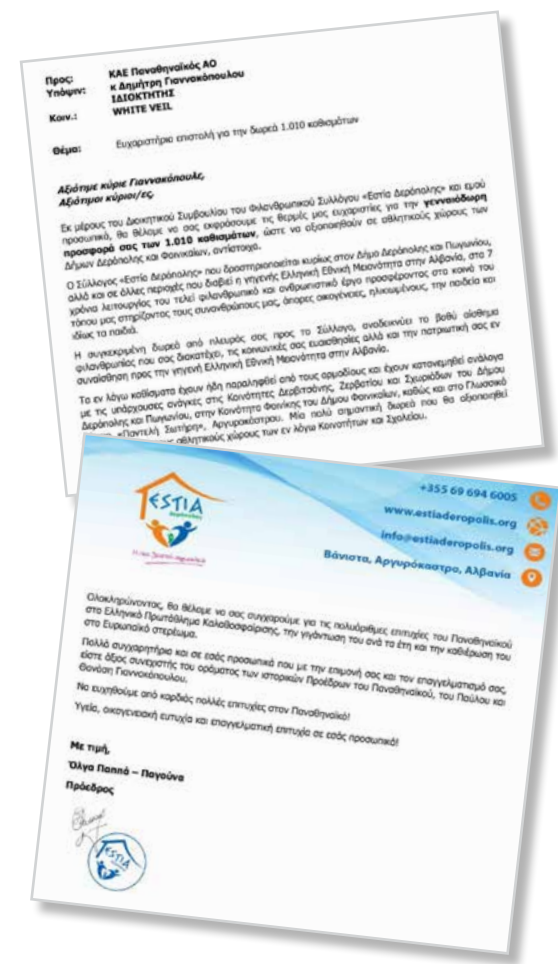 Προς: ΚΑΕ Παναθηναϊκός ΑΟ
Υπόψιν: κ Δημήτρη Γιαννακόπουλου
ΙΔΙΟΚΤΗΤΗΣ
Κοιν.: WHITE VEIL
Θέμα: Ευχαριστήρια επιστολή για την δωρεά 1.010 καθισμάτων
Αξιότιμε κύριε Γιαννακόπουλε,
Αξιότιμοι κύριοι/ες,
Εκ μέρους του Διοικητικού Συμβουλίου του Φιλανθρωπικού Συλλόγου «Εστία Δερόπολης» και εμού
προσωπικά, θα θέλαμε να σας εκφράσουμε τις θερμές μας ευχαριστίες για την γενναιόδωρη
προσφορά σας των 1.010 καθισμάτων, ώστε να αξιοποιηθούν σε αθλητικούς χώρους των
Δήμων Δερόπολης και Φοινικαίων, αντίστοιχα.
Ο Σύλλογος «Εστία Δερόπολης» που δραστηριοποιείται κυρίως στον Δήμο Δερόπολης και Πωγωνίου,
αλλά και σε άλλες περιοχές που διαβεί η γηγενής Ελληνική Εθνική Μειονότητα στην Αλβανία, στα 7
χρόνια λειτουργίας του τελεί φιλανθρωπικό και ανθρωπιστικό έργο προσφέροντας στο κοινό του
τόπου μας στηρίζοντας τους συνανθρώπους μας, άπορες οικογένειες, ηλικιωμένους, την παιδεία και
ιδίως τα παιδιά.
Η συγκεκριμένη δωρεά από πλευράς σας προς το Σύλλογο, αναδεικνύει το βαθύ αίσθημα
φιλανθρωπίας που σας διακατέχει, τις κοινωνικές σας ευαισθησίες αλλά και την πατριωτική σας εν
συναίσθηση προς την γηγενή Ελληνική Εθνική Μειονότητα στην Αλβανία.
Τα εν λόγω καθίσματα έχουν ήδη παραληφθεί από τους αρμοδίους και έχουν κατανεμηθεί ανάλογα
με τις υπάρχουσες ανάγκες στις Κοινότητες Δερβιτσάνης, Ζερβατίου και Σχωριάδων του Δήμου
Δερόπολης και Πωγωνίου, στην Κοινότητα Φοινίκης του Δήμου Φοινικαίων, καθώς και στο Γλωσσικό
«Παντελή Σωτήρη», Αργυροκάστρου. Μία πολύ σημαντική δωρεά που θα αξιοποιηθεί
αθλητικούς χώρους των εν λόγω Κοινοτήτων και Σχολείου.
ΕΣΤΙΑ
Δερόπολης
+355 69 694 6005
www.estiaderopolis.org
info@estiaderopolis.org
Βάνιστα, Αργυρόκαστρο, Αλβανία
Ολοκληρώνοντας, θα θέλαμε να σας συγχαρούμε για τις πολυάριθμες επιτυχίες του Παναθηναϊκού
στο Ελληνικό Πρωτάθλημα Καλαθοσφαίρισης, την γιγάντωση του ανά τα έτη και την καθιέρωση του
στο Ευρωπαϊκό στερέωμα.
Πολλά συγχαρητήρια και σε εσάς προσωπικά που με την επιμονή σας και τον επαγγελματισμό σας,
είστε άξιος συνεχιστής του οράματος των ιστορικών Προέδρων του Παναθηναϊκού, του Παύλου και
Θανάση Γιαννακόπουλου.
Να ευχηθούμε από καρδιάς πολλές επιτυχίες στον Παναθηναϊκό!
Υγεία, οικογενειακή ευτυχία και επαγγελματική επιτυχία σε εσάς προσωπικά!
Με τιμή,
Όλγα Παππά – Παγούνα
Πρόεδρος
ΕΣΤΙΑ